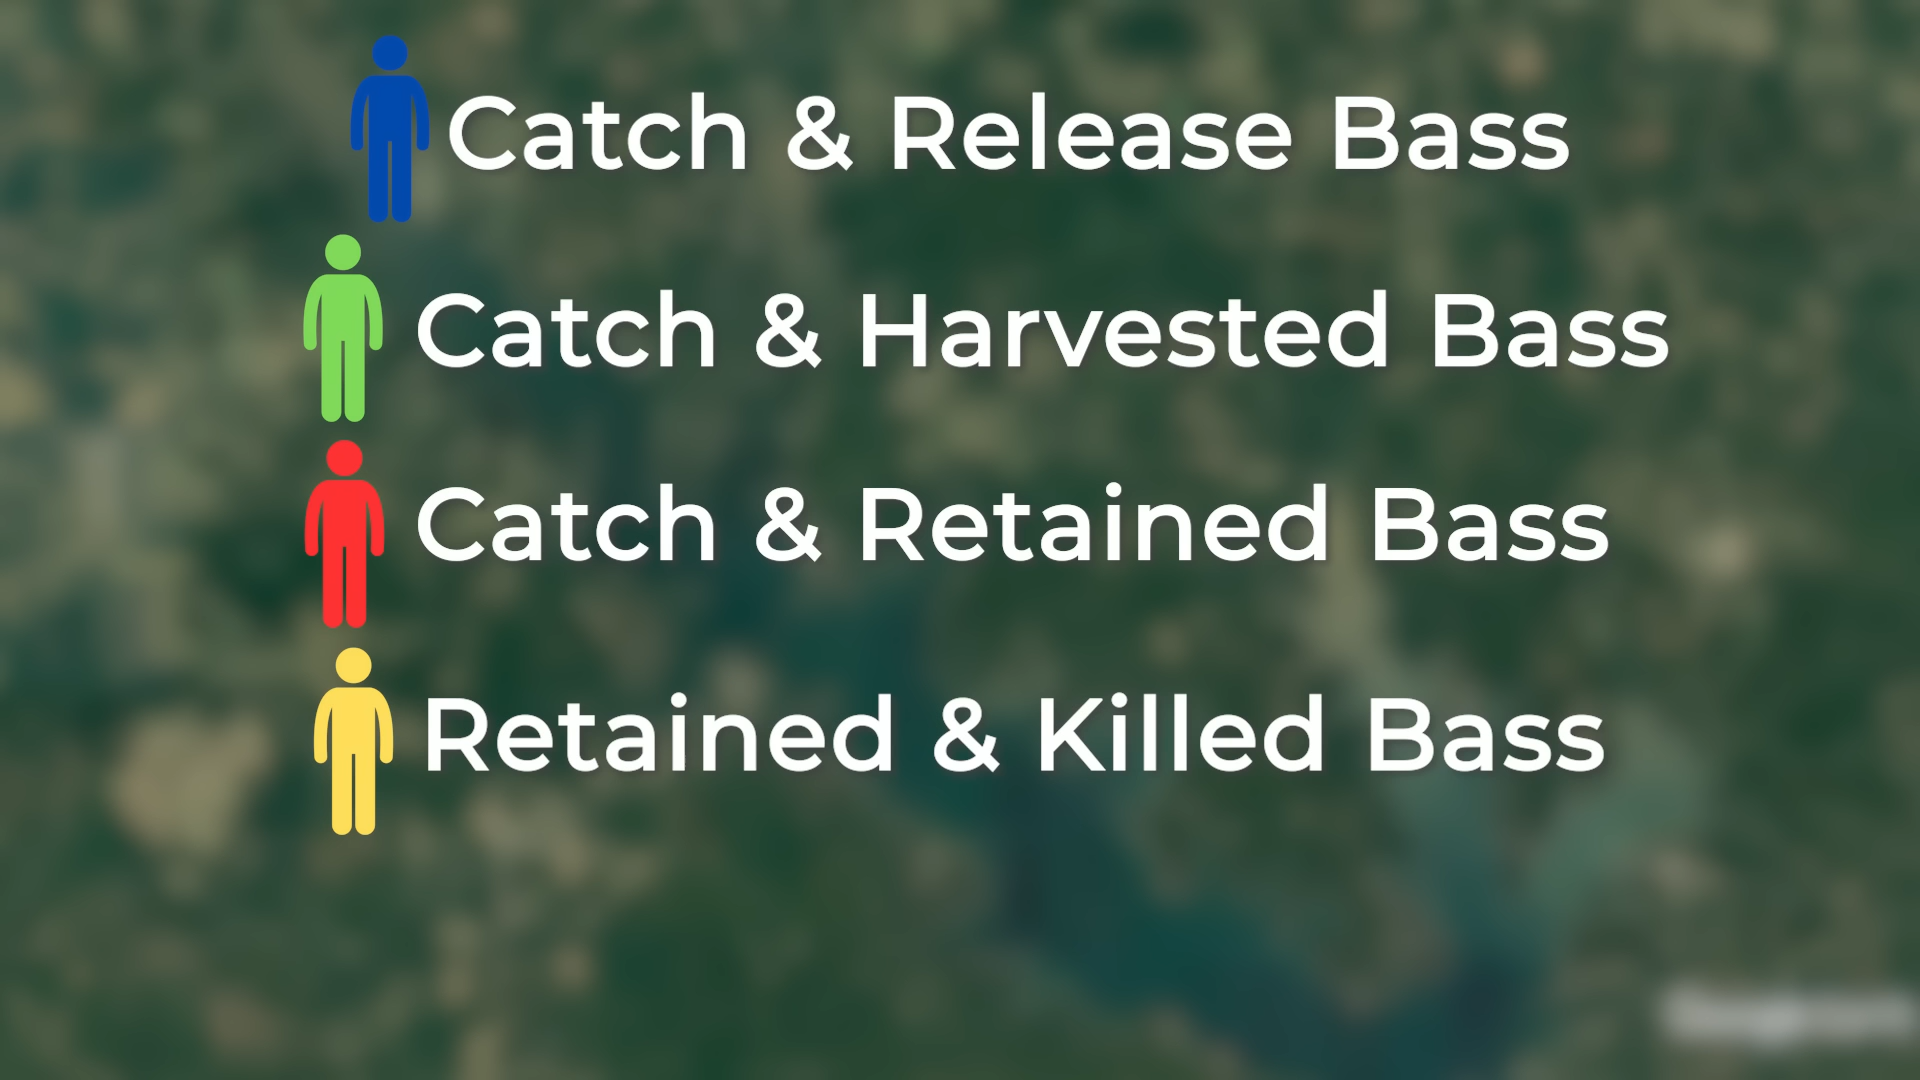 Catch & Release Bass
Catch & Harvested Bass
Catch & Retained Bass
Retained & Killed Bass